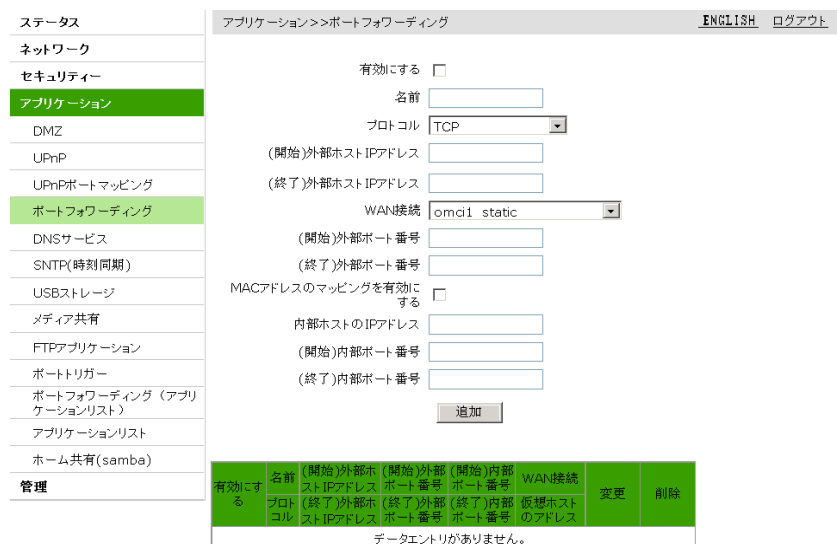 ステータス
ネットワーク
セキュリティー
アプリケーション
DMZ
UPnP
UPnPポートマッピング
ポートフォワーディング
DNSサービス
SNTP(時刻同期)
USBストレージ
メディア共有
FTPアプリケーション
ポートトリガー
ポートフォワーディング（アプリ
ケーションリスト）
アプリケーションリスト
ホーム共有(samba)
管理
アプリケーション>>ポートフォワーディング
ENGLISH ログアウト
有効にする
名前
プロトコル TCP
(開始)外部ホストIPアドレス
(終了)外部ホストIPアドレス
WAN接続 omci1_static
(開始)外部ポート番号
(終了)外部ポート番号
MACアドレスのマッピングを有効に
する
内部ホストのIPアドレス
(開始)内部ポート番号
(終了)内部ポート番号
追加
有効にす
る
名前
(開始)外部ホ
ストIPアドレス
(開始)外部
ポート番号
(開始)内部
ポート番号
WAN接続
変更
削除
プロト
コル
(終了)外部ホ
ストIPアドレス
(終了)外部
ポート番号
(終了)内部
ポート番号
仮想ホスト
のアドレス
データエントリがありません。